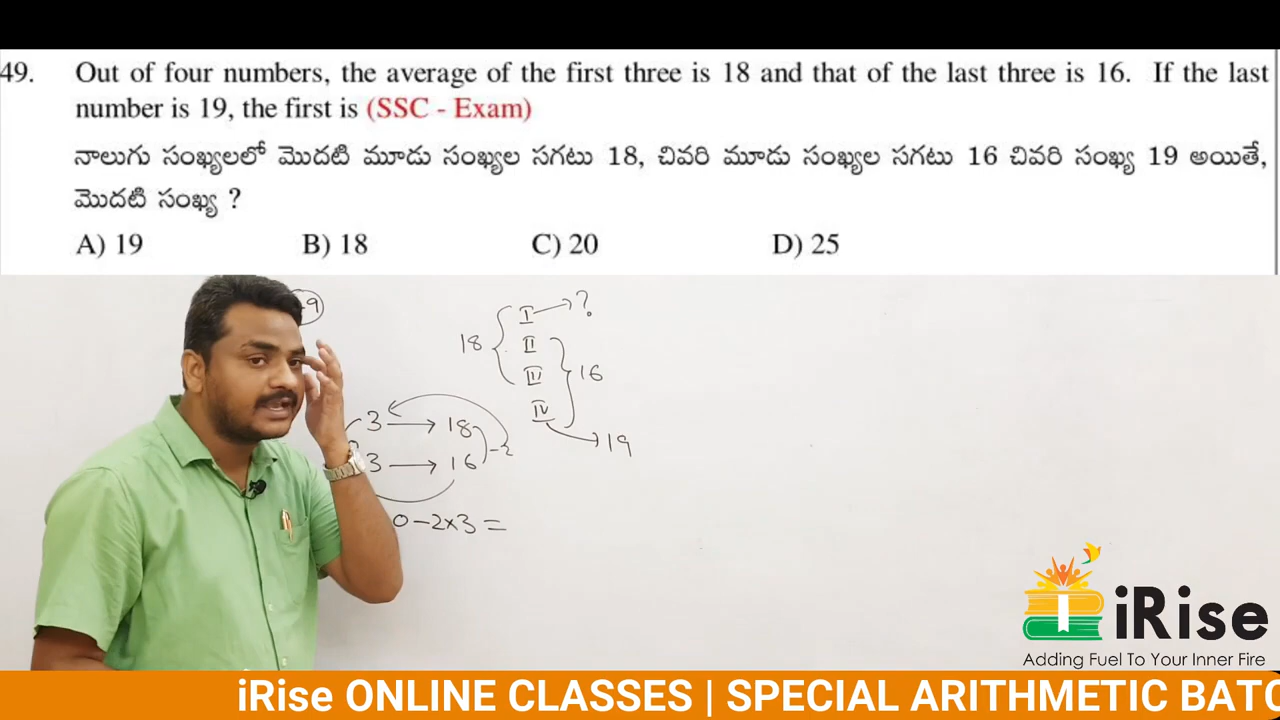 49. Out of four numbers, the average of the first three is 18 and that of the last three is 16. If the last
number is 19, the first is (SSC - Exam)
నాలుగు సంఖ్యలలో మొదటి మూడు సంఖ్యల సగటు 18, చివరి మూడు సంఖ్యల సగటు 16 చివరి సంఖ్య 19 అయితే,
మొదటి సంఖ్య ?
A) 19 B) 18 C) 20 D) 25
I → ?
18 II
III 16
IV → 19
3 → 18
3 → 16 -2
0 - 2×3 =
iRise
Adding Fuel To Your Inner Fire
iRise ONLINE CLASSES | SPECIAL ARITHMETIC BATC